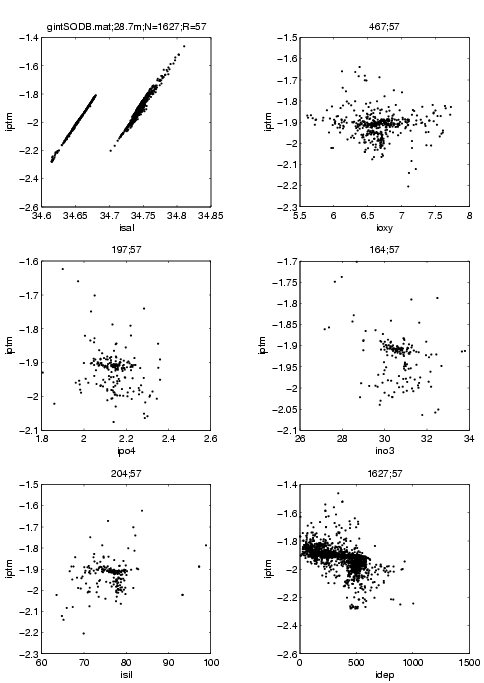 gintSODB.mat;28.7m;N=1627;R=57
−1.4
−1.6
−1.8
−2
−2.2
−2.4
−2.6
iptm
34.6 34.65 34.7 34.75 34.8 34.85
isal
467;57
−1.5
−1.6
−1.7
−1.8
−1.9
−2
−2.1
−2.2
−2.3
iptm
5.5 6 6.5 7 7.5 8
ioxy
197;57
−1.6
−1.7
−1.8
−1.9
−2
−2.1
iptm
1.8 2 2.2 2.4 2.6
ipo4
164;57
−1.7
−1.75
−1.8
−1.85
−1.9
−1.95
−2
−2.05
−2.1
iptm
26 28 30 32 34
ino3
204;57
−1.5
−1.6
−1.7
−1.8
−1.9
−2
−2.1
−2.2
−2.3
iptm
60 70 80 90 100
isil
1627;57
−1.4
−1.6
−1.8
−2
−2.2
−2.4
−2.6
iptm
0 500 1000 1500
idep